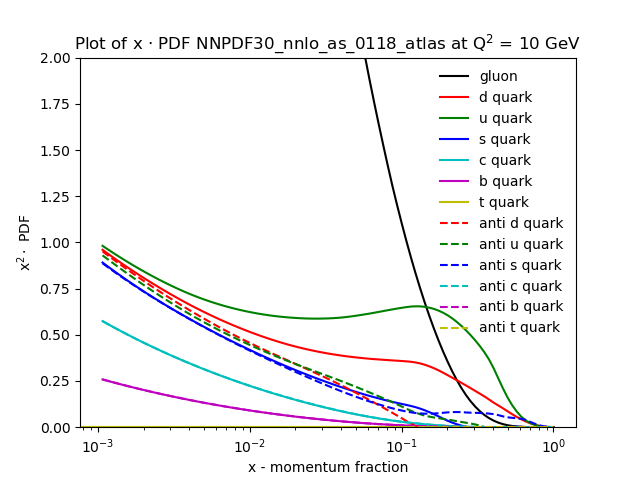 Plot of x · PDF NNPDF30_nnlo_as_0118_atlas at Q² = 10 GeV
x² · PDF
2.00
1.75
1.50
1.25
1.00
0.75
0.50
0.25
0.00
gluon
d quark
u quark
s quark
c quark
b quark
t quark
anti d quark
anti u quark
anti s quark
anti c quark
anti b quark
anti t quark
10⁻³ 10⁻² 10⁻¹ 10⁰
x - momentum fraction